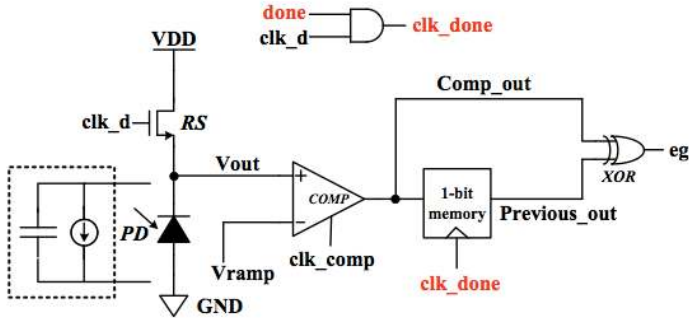 done
clk_d
clk_done
VDD
clk_d
RS
Comp_out
Vout
eg
XOR
+
COMP
−
1-bit
memory
PD
Previous_out
Vramp
clk_comp
GND
clk_done